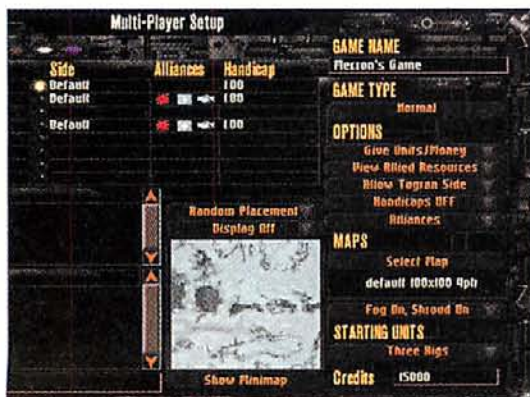 Multi-Player Setup
Side Alliances Handicap
Default 100
Default 100
Default 100
Random Placement
Display Off
Show Minimap
GAME NAME
Mecron's Game
GAME TYPE
Normal
OPTIONS
Give Units/Money
View Allied Resources
Allow Togran Side
Handicaps OFF
Alliances
MAPS
Select Map
default 100x100 4ph
Fog On, Shroud On
STARTING UNITS
Three Rigs
Credits 15000